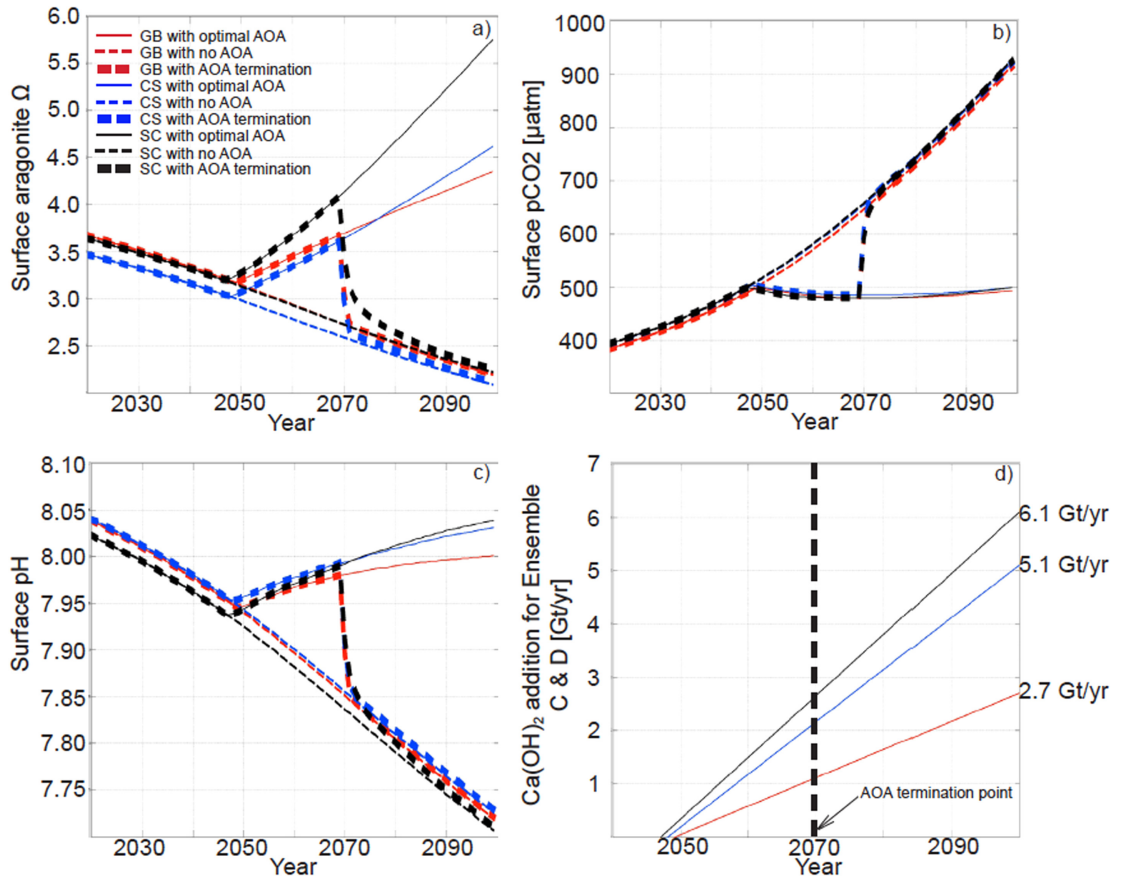 a)
6.0
5.5
5.0
4.5
4.0
3.5
3.0
2.5
Surface aragonite Ω
GB with optimal AOA
GB with no AOA
GB with AOA termination
CS with optimal AOA
CS with no AOA
CS with AOA termination
SC with optimal AOA
SC with no AOA
SC with AOA termination
2030 2050 2070 2090
Year
b)
1000
900
800
700
600
500
400
Surface pCO2 [µatm]
2030 2050 2070 2090
Year
c)
8.10
8.05
8.00
7.95
7.90
7.85
7.80
7.75
Surface pH
2030 2050 2070 2090
Year
d)
7
6
5
4
3
2
1
Ca(OH)₂ addition for Ensemble
C & D [Gt/yr]
6.1 Gt/yr
5.1 Gt/yr
2.7 Gt/yr
AOA termination point
2050 2070 2090
Year